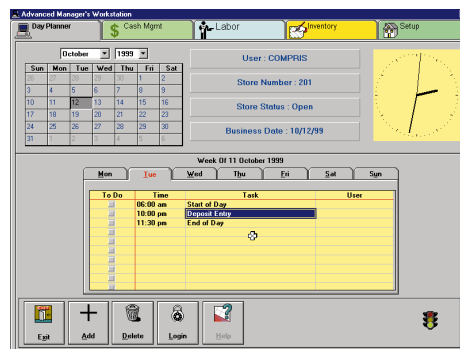 Advanced Manager's Workstation
Day Planner
Cash Mgmt
Labor
Inventory
Setup
October 1999
Sun Mon Tue Wed Thu Fri Sat
26 27 28 29 30 1 2
3 4 5 6 7 8 9
10 11 12 13 14 15 16
17 18 19 20 21 22 23
24 25 26 27 28 29 30
31 1 2 3 4 5 6
User : COMPRIS
Store Number : 201
Store Status : Open
Business Date : 10/12/99
Week Of 11 October 1999
Mon Tue Wed Thu Fri Sat Sun
To Do Time Task User
06:00 am Start of Day
10:00 pm Deposit Entry
11:30 pm End of Day
Exit Add Delete Login Help